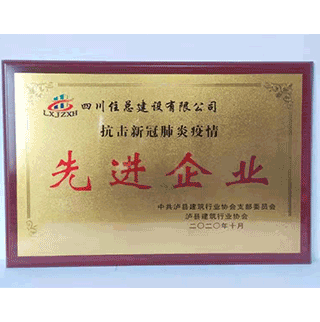 四川住总建设有限公司
LXJZXH
抗击新冠肺炎疫情
先进企业
中共泸县建筑行业协会支部委员会
泸县建筑行业协会
二〇二〇年十月